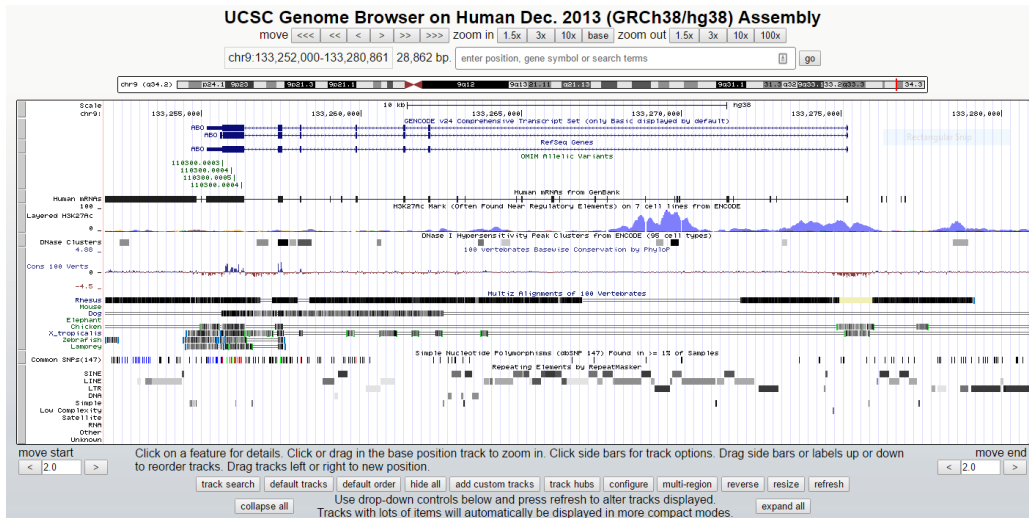 UCSC Genome Browser on Human Dec. 2013 (GRCh38/hg38) Assembly
move <<< << < > >> >>> zoom in 1.5x 3x 10x base zoom out 1.5x 3x 10x 100x
chr9:133,252,000-133,280,861 28,862 bp. enter position, gene symbol or search terms go
chr9 (q34.2) p24.1 9p23 9p21.3 9p21.1 9q12 9q13 21.11 q21.13 9q31.1 31.3 q32 q33.1 33.2 q33.3 34.3
Scale 10 kb hg38
chr9: 133,255,000 133,260,000 133,265,000 133,270,000 133,275,000 133,280,000
GENCODE v24 Comprehensive Transcript Set (only Basic displayed by default)
ABO
ABO
RefSeq Genes
ABO
OMIM Allelic Variants
110300.0003
110300.0004
110300.0005
110300.0004
Human mRNAs from GenBank
Human mRNAs
H3K27Ac Mark (Often Found Near Regulatory Elements) on 7 cell lines from ENCODE
100 _
Layered H3K27Ac
0 _
DNase I Hypersensitivity Peak Clusters from ENCODE (95 cell types)
DNase Clusters
100 vertebrates Basewise Conservation by PhyloP
4.88 _
Cons 100 Verts
0 _
-4.5 _
Multiz Alignments of 100 Vertebrates
Rhesus
Mouse
Dog
Elephant
Chicken
X_tropicalis
Zebrafish
Lamprey
Simple Nucleotide Polymorphisms (dbSNP 147) Found in >= 1% of Samples
Common SNPs(147)
Repeating Elements by RepeatMasker
SINE
LINE
LTR
DNA
Simple
Low Complexity
Satellite
RNA
Other
Unknown
move start Click on a feature for details. Click or drag in the base position track to zoom in. Click side bars for track options. Drag side bars or labels up or down move end
< 2.0 > to reorder tracks. Drag tracks left or right to new position. < 2.0 >
track search default tracks default order hide all add custom tracks track hubs configure multi-region reverse resize refresh
collapse all Use drop-down controls below and press refresh to alter tracks displayed. expand all
Tracks with lots of items will automatically be displayed in more compact modes.